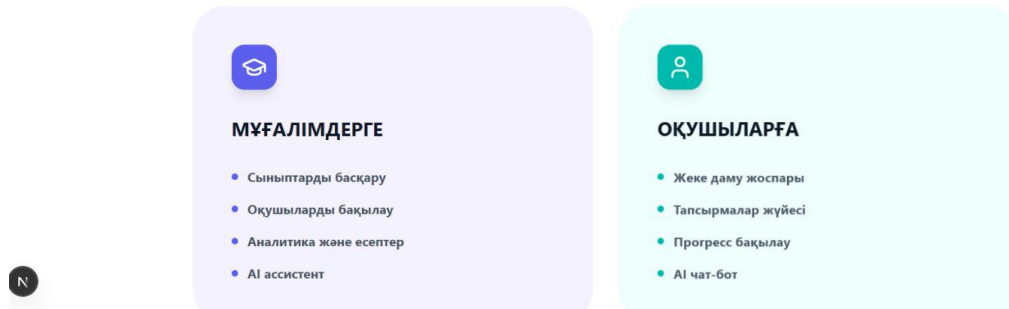 МҰҒАЛІМДЕРГЕ
Сыныптарды басқару
Оқушыларды бақылау
Аналитика және есептер
AI ассистент
ОҚУШЫЛАРҒА
Жеке даму жоспары
Тапсырмалар жүйесі
Прогресс бақылау
AI чат-бот
N